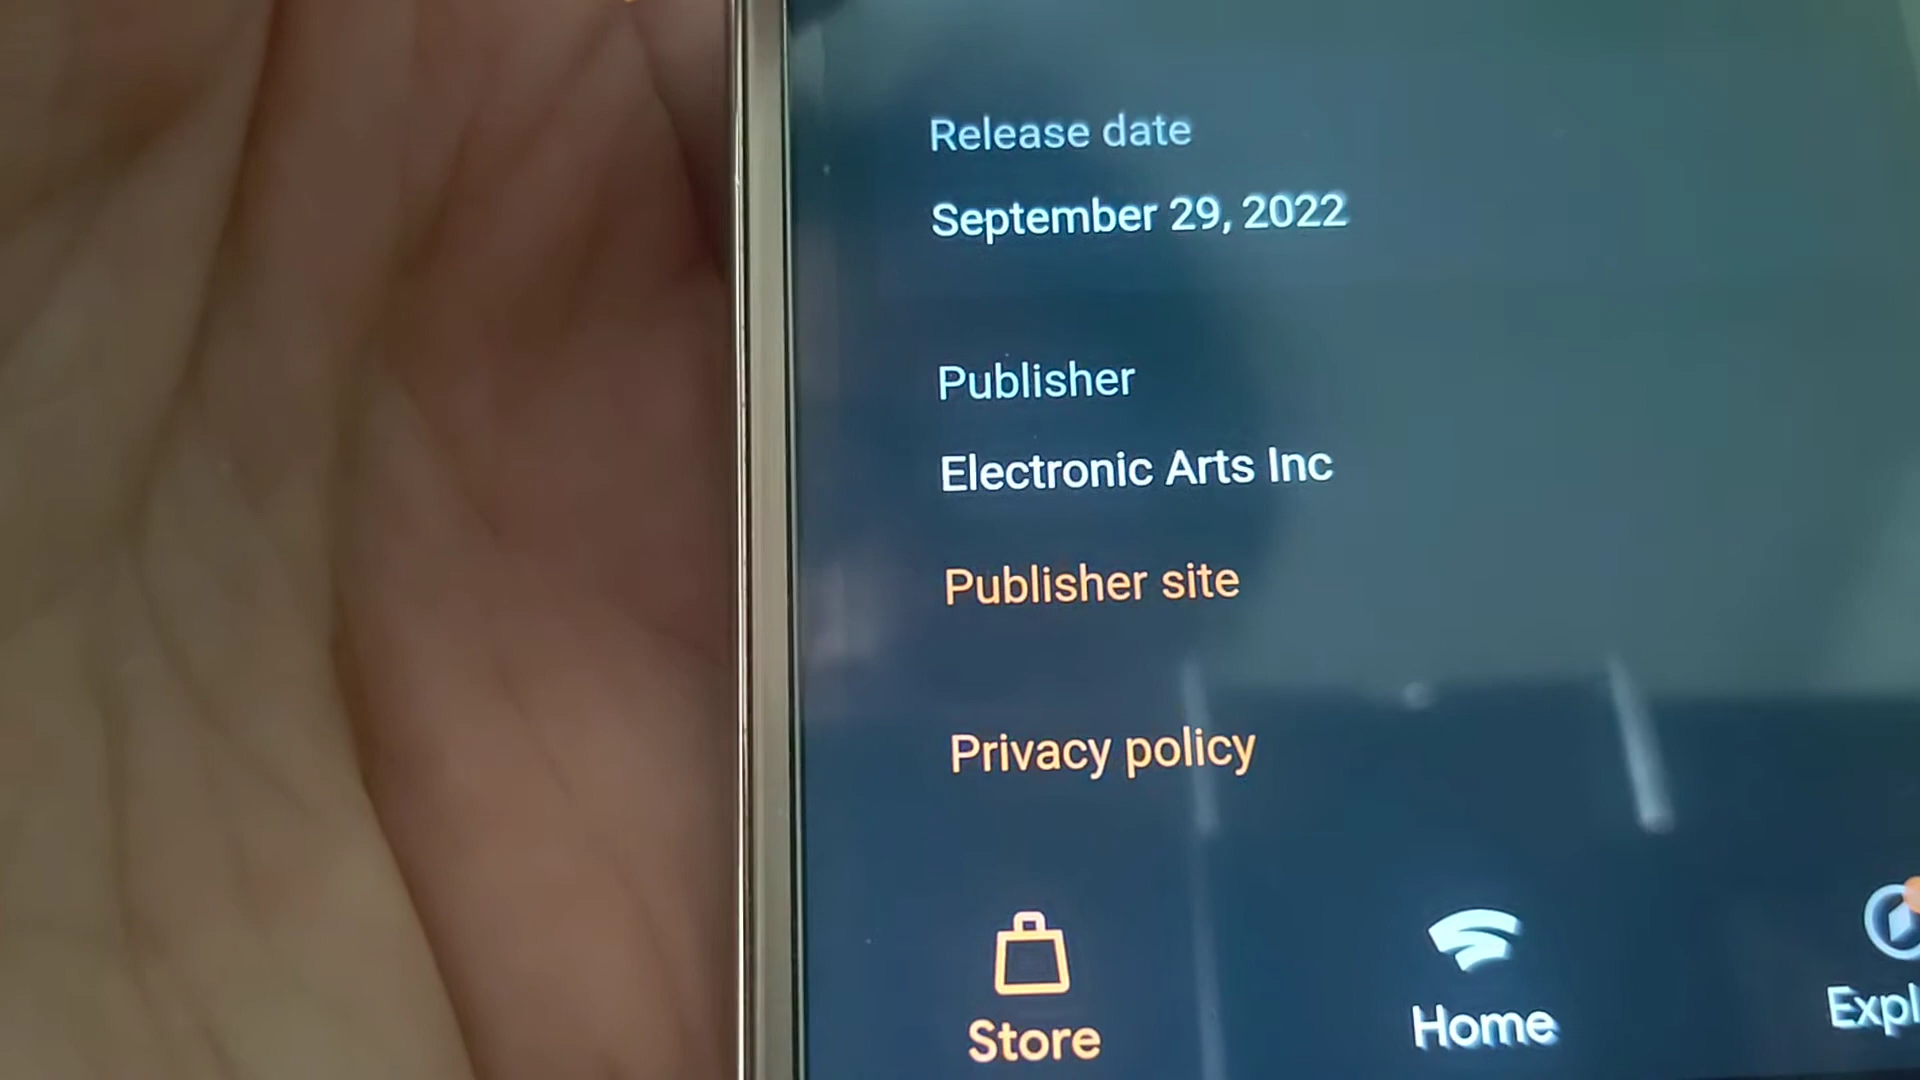 Release date
September 29, 2022
Publisher
Electronic Arts Inc
Publisher site
Privacy policy
Store
Home
Expl